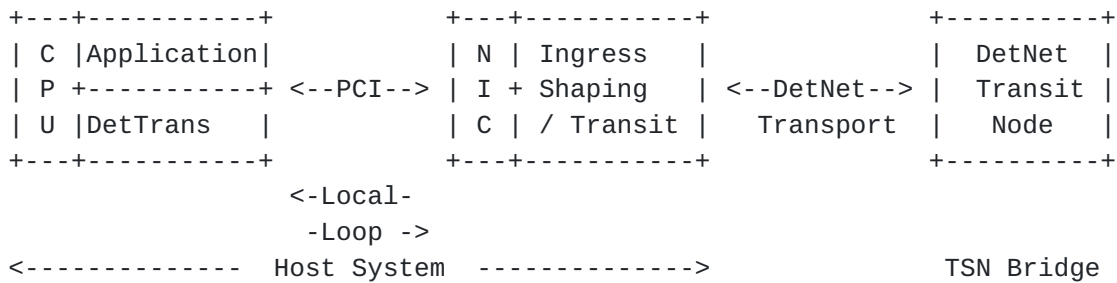 +---+-----------+          +---+-----------+             +----------+
| C |Application|          | N | Ingress   |             |  DetNet  |
| P +-----------+ <--PCI--> | I + Shaping   | <--DetNet--> |  Transit |
| U |DetTrans   |          | C | / Transit |  Transport  |   Node   |
+---+-----------+          +---+-----------+             +----------+
                <-Local-
                 -Loop ->
<-------------- Host System -------------->             TSN Bridge